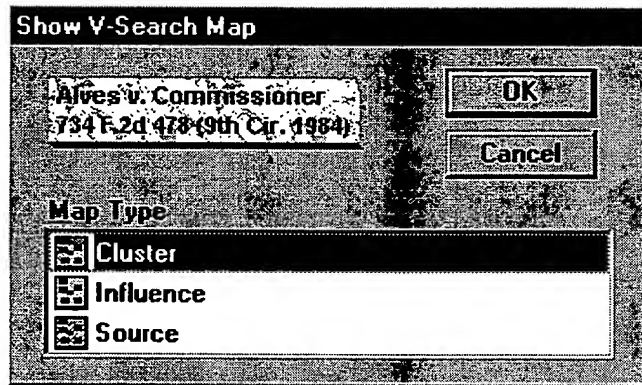 Show V-Search Map
Alves v. Commissioner
734 F.2d 478 (9th Cir. 1984)
OK
Cancel
Map Type
Cluster
Influence
Source